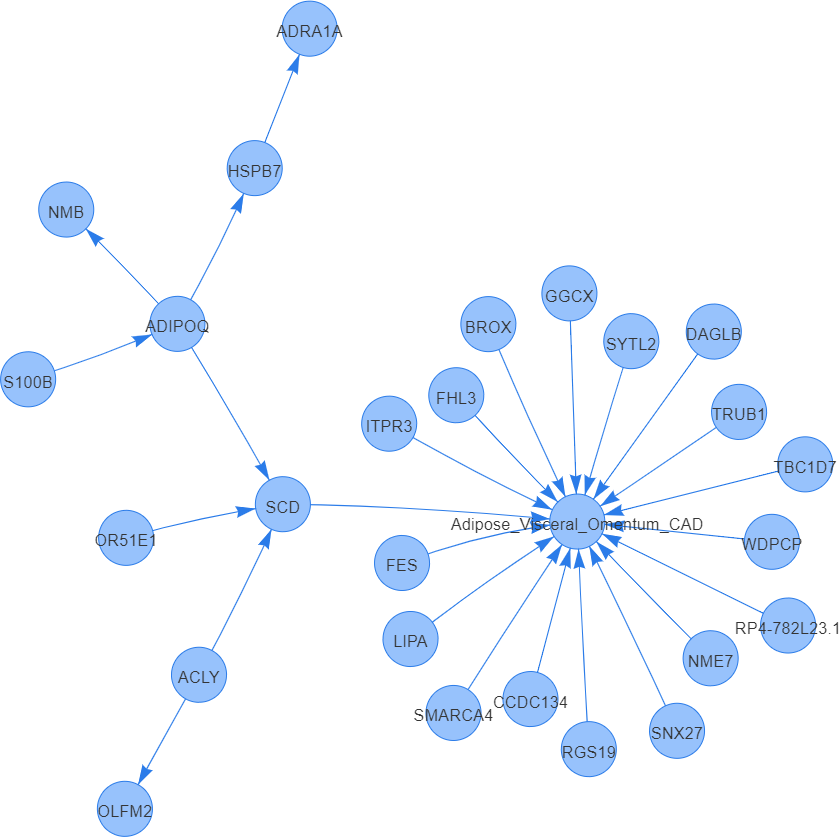 ADRA1A
HSPB7
NMB
GGCX
BROX
ADIPOQ
DAGLB
SYTL2
S100B
FHL3
TRUB1
ITPR3
TBC1D7
SCD
Adipose_Visceral_Omentum_CAD
OR51E1
WDPCP
FES
RP4-782L23.1
LIPA
NME7
ACLY
CCDC134
SMARCA4
SNX27
RGS19
OLFM2